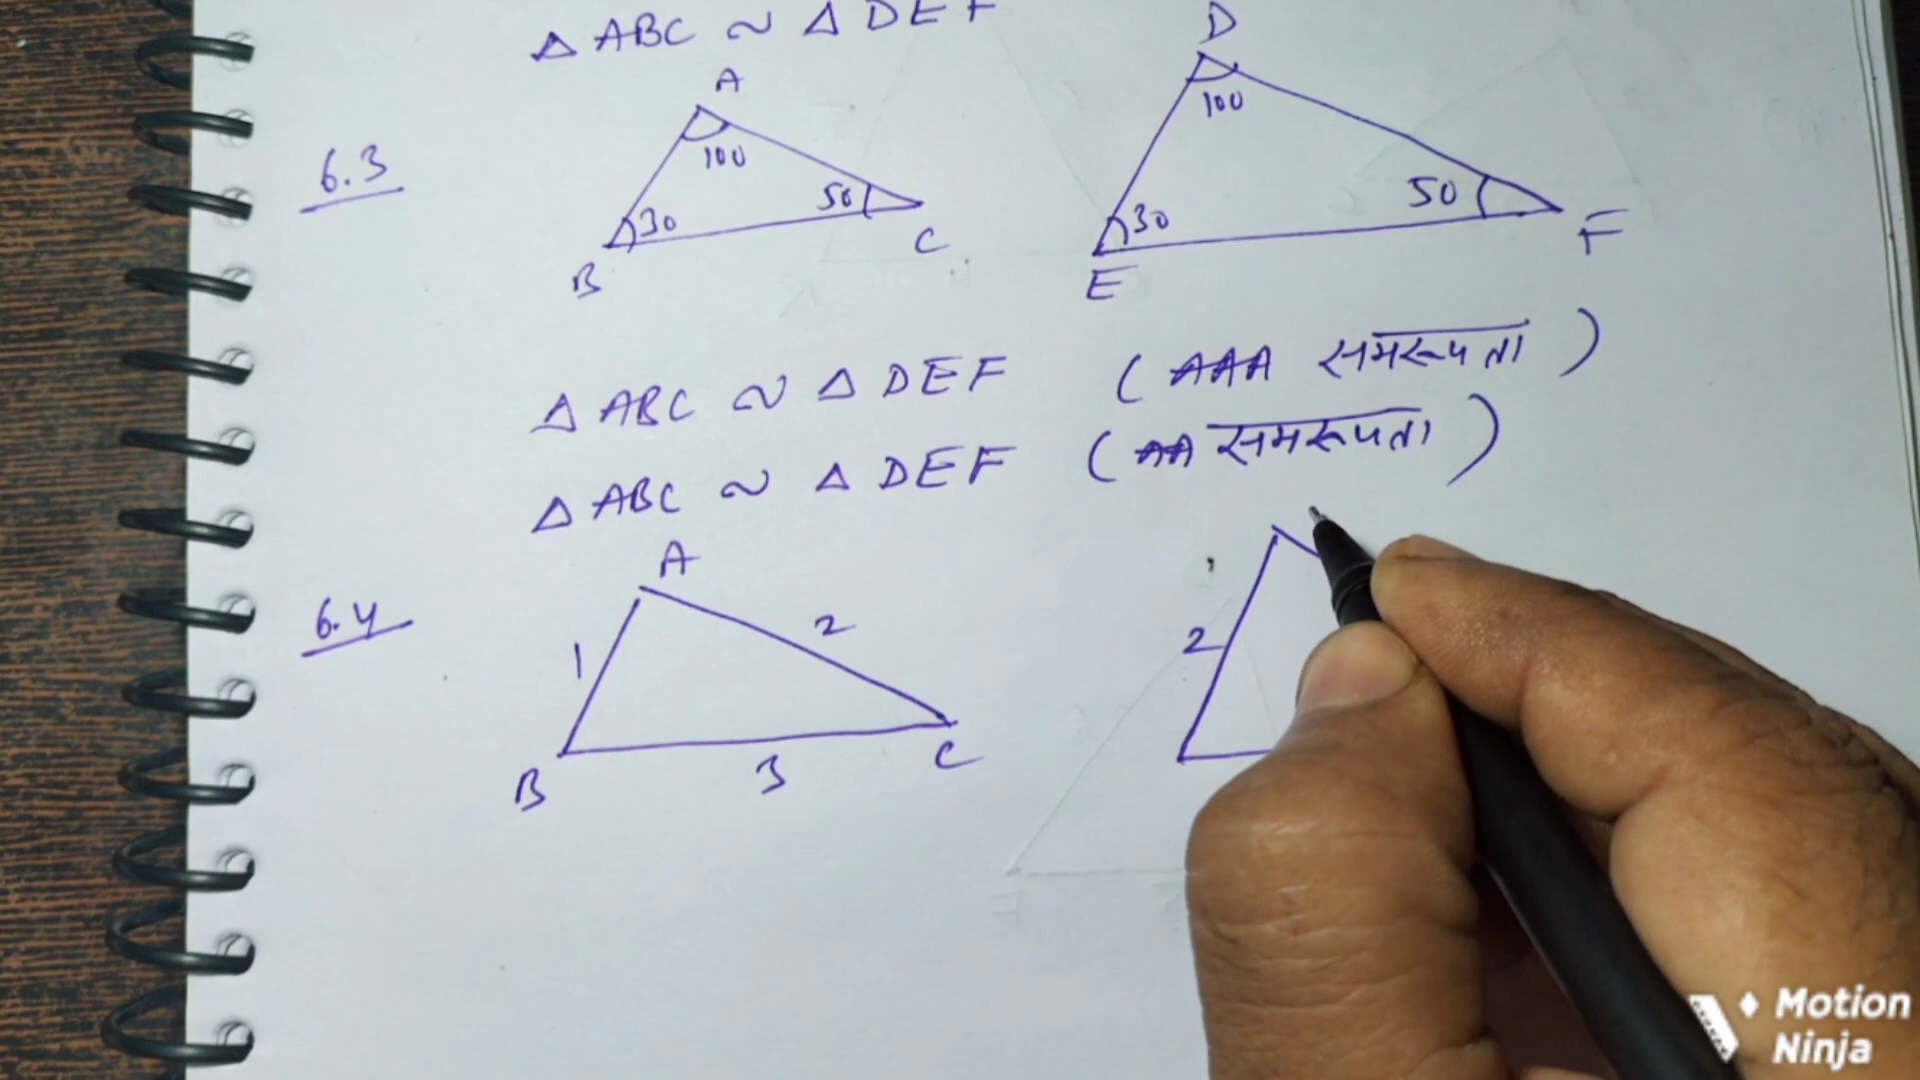 △ ABC ~ △ DEF
6.3
A
100
30
50
B
C
D
100
30
50
E
F
△ ABC ~ △ DEF (AAA समरूपता)
△ ABC ~ △ DEF (AA समरूपता)
6.4
A
1
2
B
3
C
2
Motion
Ninja